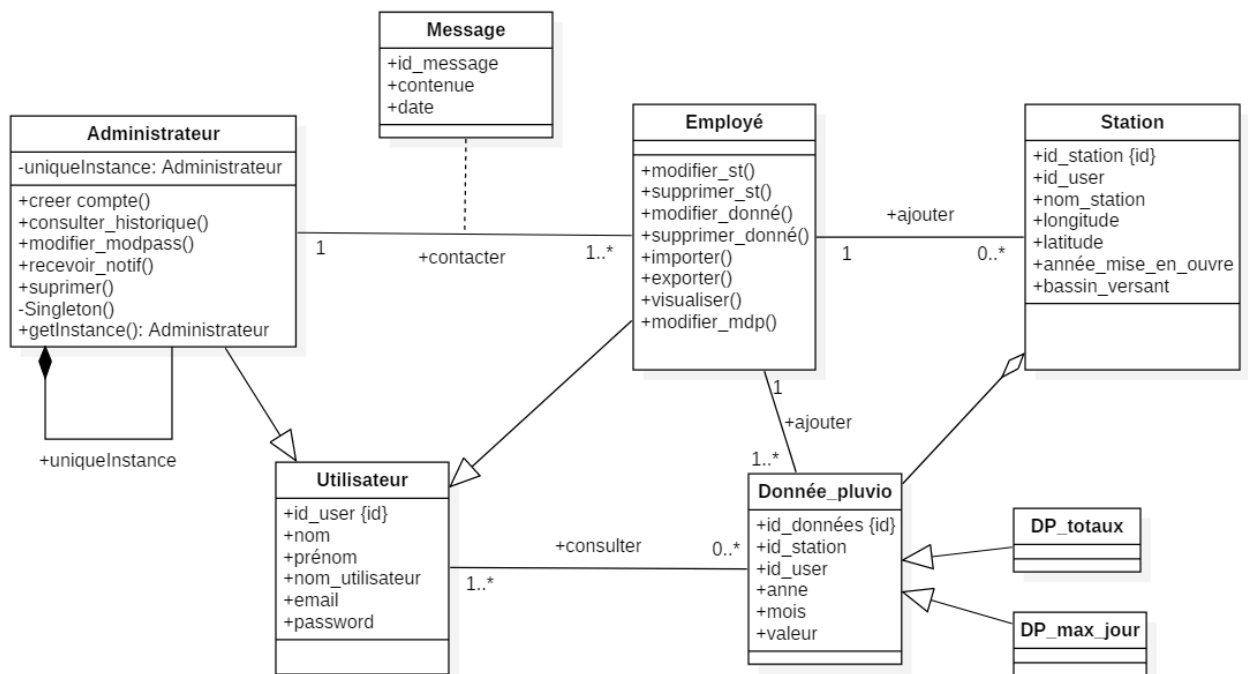 Message
+id_message
+contenue
+date
Administrateur
-uniqueInstance: Administrateur
+creer compte()
+consulter_historique()
+modifier_modpass()
+recevoir_notif()
+suprimer()
-Singleton()
+getInstance(): Administrateur
+uniqueInstance
1
+contacter
1..*
Employé
+modifier_st()
+supprimer_st()
+modifier_donné()
+supprimer_donné()
+importer()
+exporter()
+visualiser()
+modifier_mdp()
+ajouter
1
0..*
Station
+id_station {id}
+id_user
+nom_station
+longitude
+latitude
+année_mise_en_ouvre
+bassin_versant
1
+ajouter
1..*
Utilisateur
+id_user {id}
+nom
+prénom
+nom_utilisateur
+email
+password
+consulter
1..*
0..*
Donnée_pluvio
+id_données {id}
+id_station
+id_user
+anne
+mois
+valeur
DP_totaux
DP_max_jour